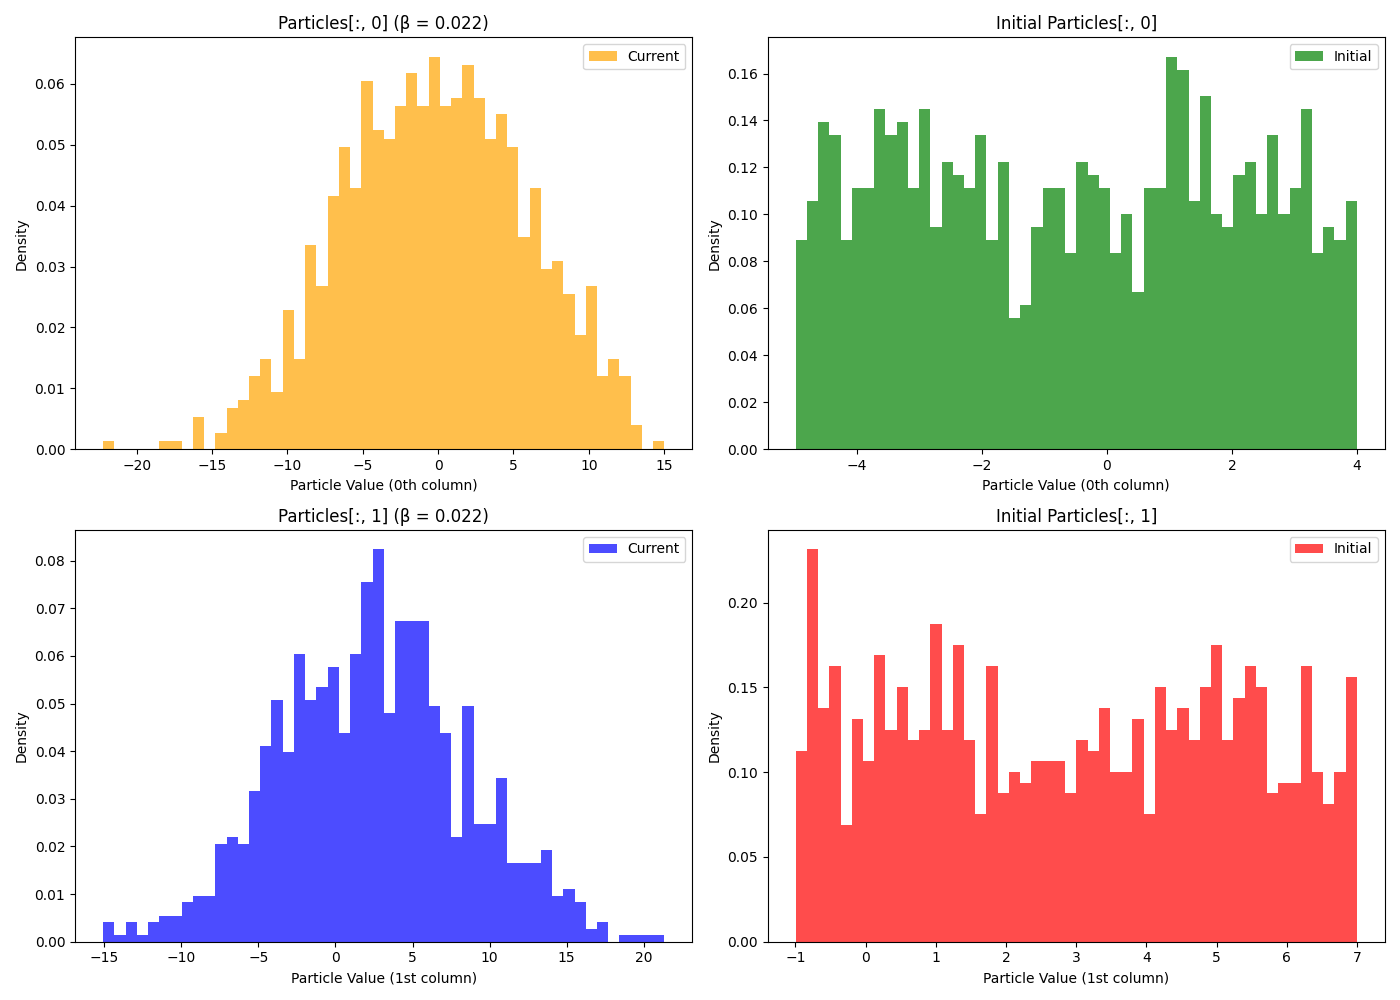 Particles[:, 0] (β = 0.022)
Current
Density
0.06
0.05
0.04
0.03
0.02
0.01
0.00
−20 −15 −10 −5 0 5 10 15
Particle Value (0th column)
Initial Particles[:, 0]
Initial
Density
0.16
0.14
0.12
0.10
0.08
0.06
0.04
0.02
0.00
−4 −2 0 2 4
Particle Value (0th column)
Particles[:, 1] (β = 0.022)
Current
Density
0.08
0.07
0.06
0.05
0.04
0.03
0.02
0.01
0.00
−15 −10 −5 0 5 10 15 20
Particle Value (1st column)
Initial Particles[:, 1]
Initial
Density
0.20
0.15
0.10
0.05
0.00
−1 0 1 2 3 4 5 6 7
Particle Value (1st column)